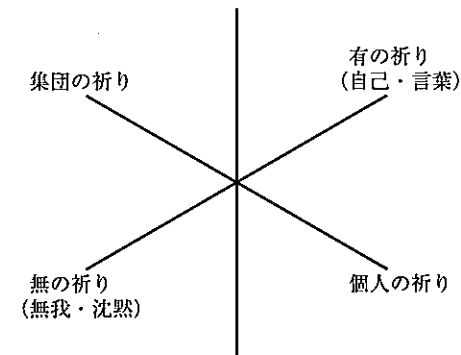 集団の祈り
有の祈り
(自己・言葉)
無の祈り
(無我・沈黙)
個人の祈り